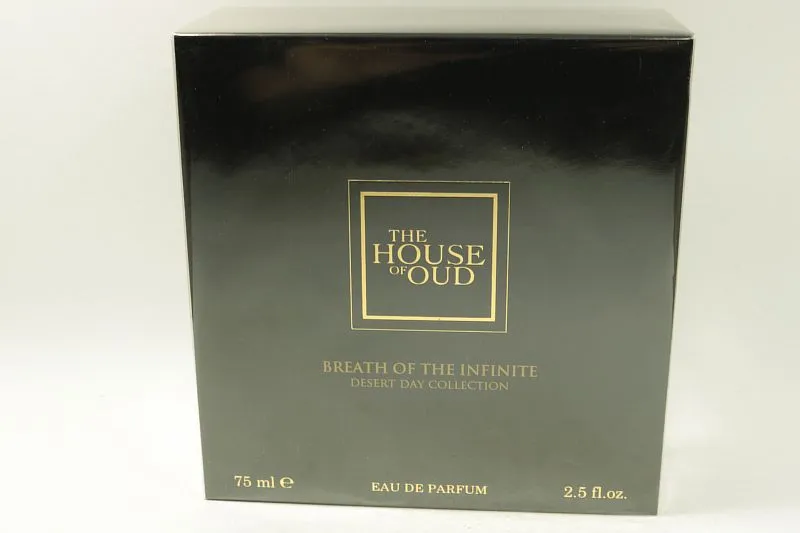 THE
HOUSE
OF OUD
BREATH OF THE INFINITE
DESERT DAY COLLECTION
75 ml ℮
EAU DE PARFUM
2.5 fl.oz.